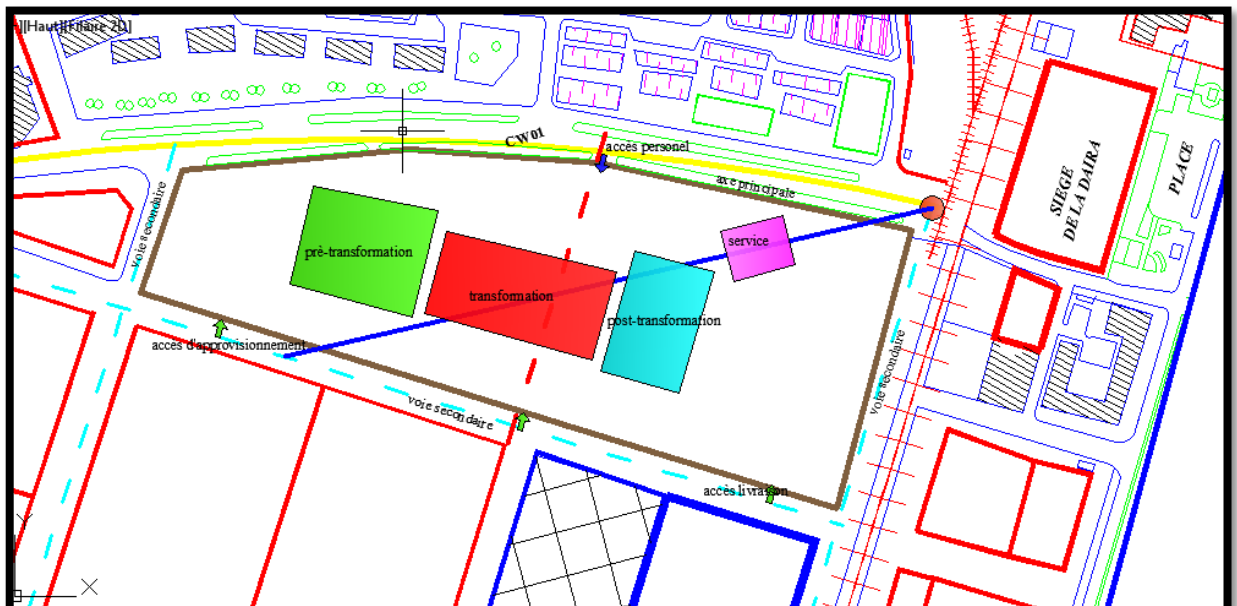 ][Haut][Filaire 2D]
CW01
accès personel
axe principale
voie secondaire
SIEGE
DE LA DAIRA
PLACE
service
prè-transformation
transformation
post-transformation
accès d'approvisionnement
voie secondaire
voie secondaire
accès livraison
Y
X